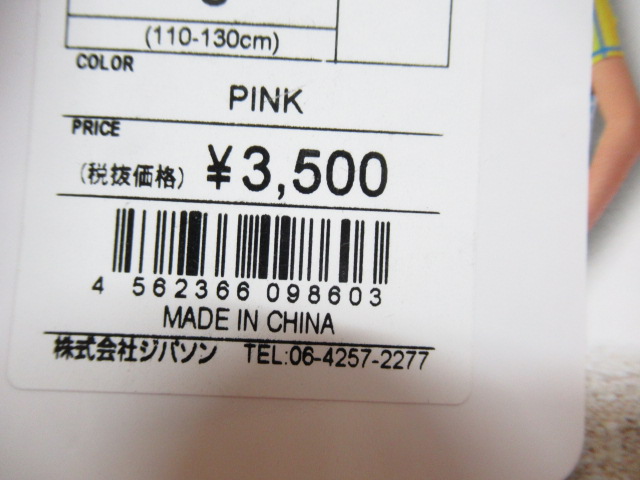 (110-130cm)
COLOR
PINK
PRICE
(税抜価格) ¥3,500
4 562366 098603
MADE IN CHINA
株式会社ジバソン TEL:06-4257-2277